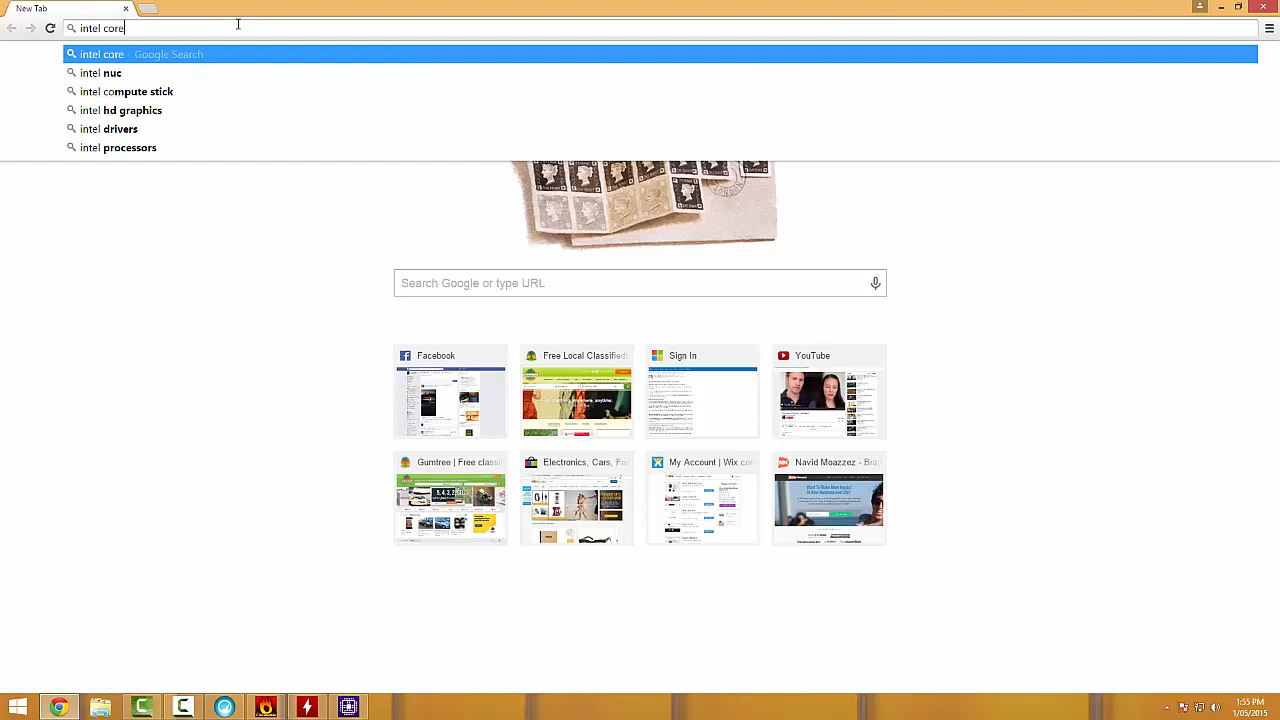 New Tab
intel core
intel core - Google Search
intel nuc
intel compute stick
intel hd graphics
intel drivers
intel processors
LONDON
Search Google or type URL
Facebook
Free Local Classifieds
Sign In
YouTube
Gumtree | Free classi
Electronics, Cars, Fa
My Account | Wix.com
Navid Moazzez - Bra
1:55 PM
1/05/2015